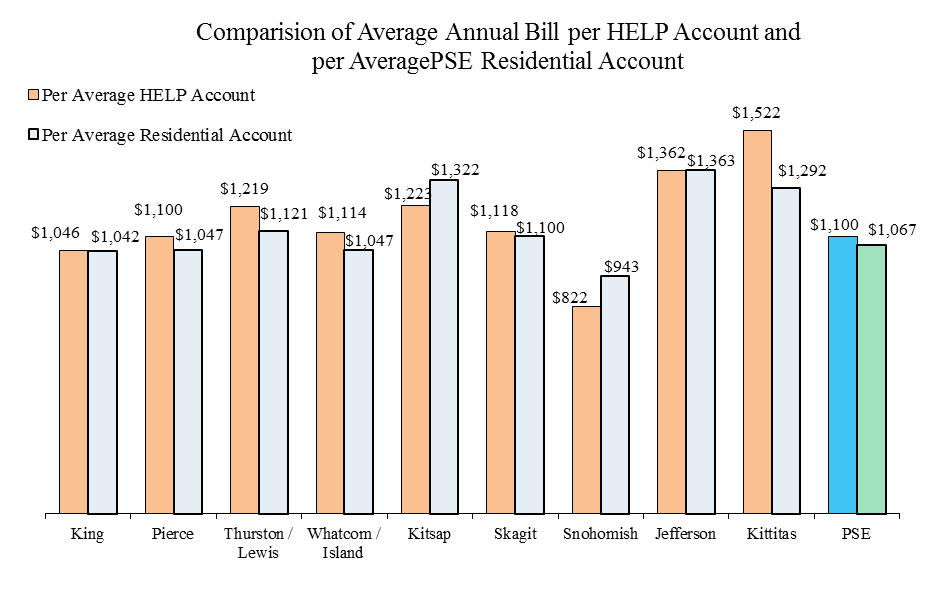 Comparision of Average Annual Bill per HELP Account and
per AveragePSE Residential Account
Per Average HELP Account
Per Average Residential Account
$1,046
$1,042
$1,100
$1,047
$1,219
$1,121
$1,114
$1,047
$1,223
$1,322
$1,118
$1,100
$822
$943
$1,362
$1,363
$1,522
$1,292
$1,100
$1,067
King
Pierce
Thurston /
Lewis
Whatcom /
Island
Kitsap
Skagit
Snohomish
Jefferson
Kittitas
PSE